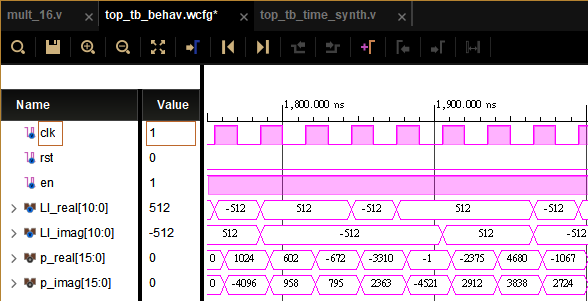 mult_16.v × top_tb_behav.wcfg* × top_tb_time_synth.v ×
Name Value 1,800.000 ns 1,900.000 ns
clk 1
rst 0
en 1
LI_real[10:0] 512 -512 512 -512 512 -512
LI_imag[10:0] -512 512 -512 512 -512
p_real[15:0] 0 0 1024 602 -672 -3310 -1 -2375 4680 -1067
p_imag[15:0] 0 0 -4096 958 795 2363 -4521 2912 3838 2724